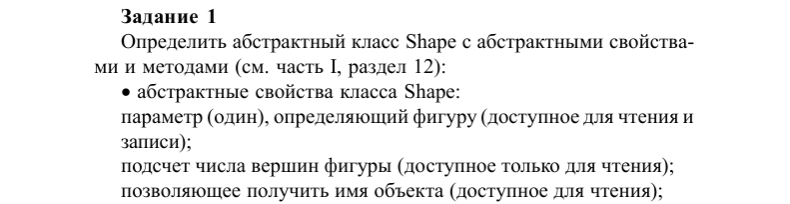 Задание 1
Определить абстрактный класс Shape с абстрактными свойства-
ми и методами (см. часть I, раздел 12):
• абстрактные свойства класса Shape:
параметр (один), определяющий фигуру (доступное для чтения и
записи);
подсчет числа вершин фигуры (доступное только для чтения);
позволяющее получить имя объекта (доступное для чтения);